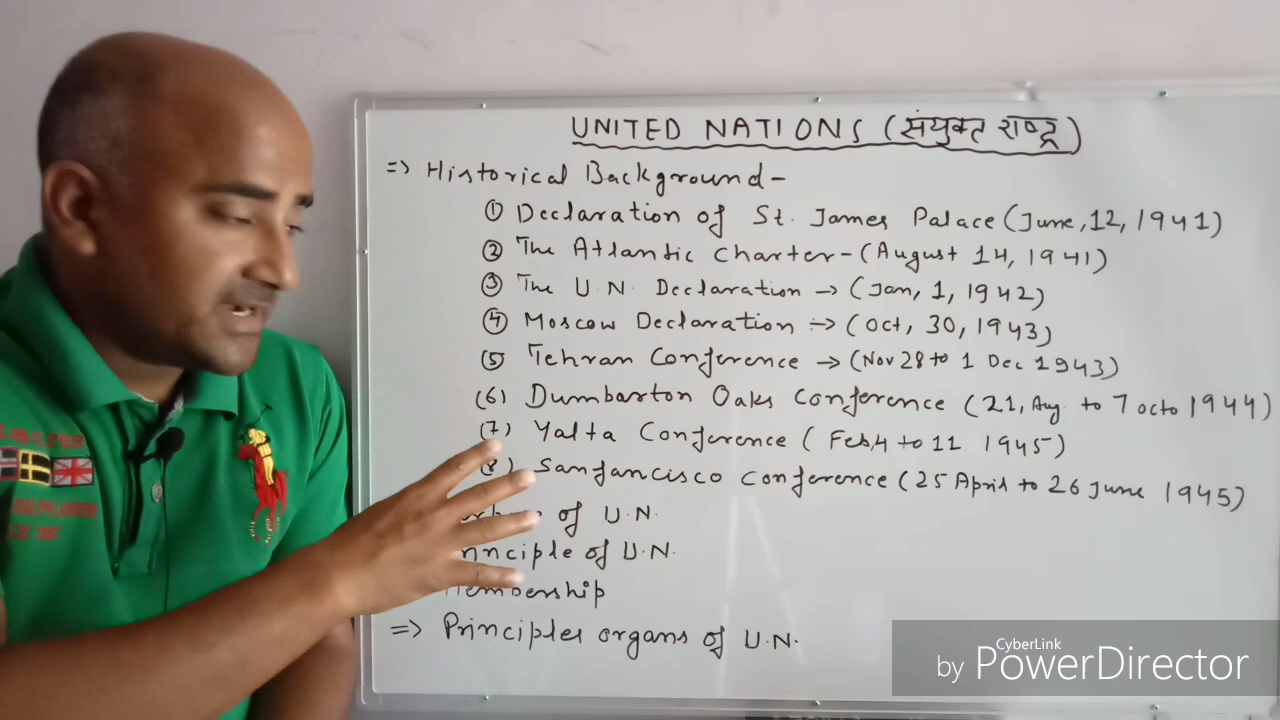 UNITED NATIONS (संयुक्त राष्ट्र)
=> Historical Background -
① Declaration of St. James Palace (June, 12, 1941)
② The Atlantic Charter - (August 14, 1941)
③ The U.N. Declaration → (Jan, 1, 1942)
④ Moscow Declaration :-> (Oct, 30, 1943)
⑤ Tehran Conference → (Nov 28 to 1 Dec 1943)
(6) Dumbarton Oaks Conference (21, Aug to 7 octo 1944)
(7) Yalta Conference ( Feb,4 to 11 1945)
(8) Sanfancisco Conference (25 April to 26 June 1945)
of U.N.
of U.N.
Membership
=> Principles organs of U.N.
CyberLink
by PowerDirector